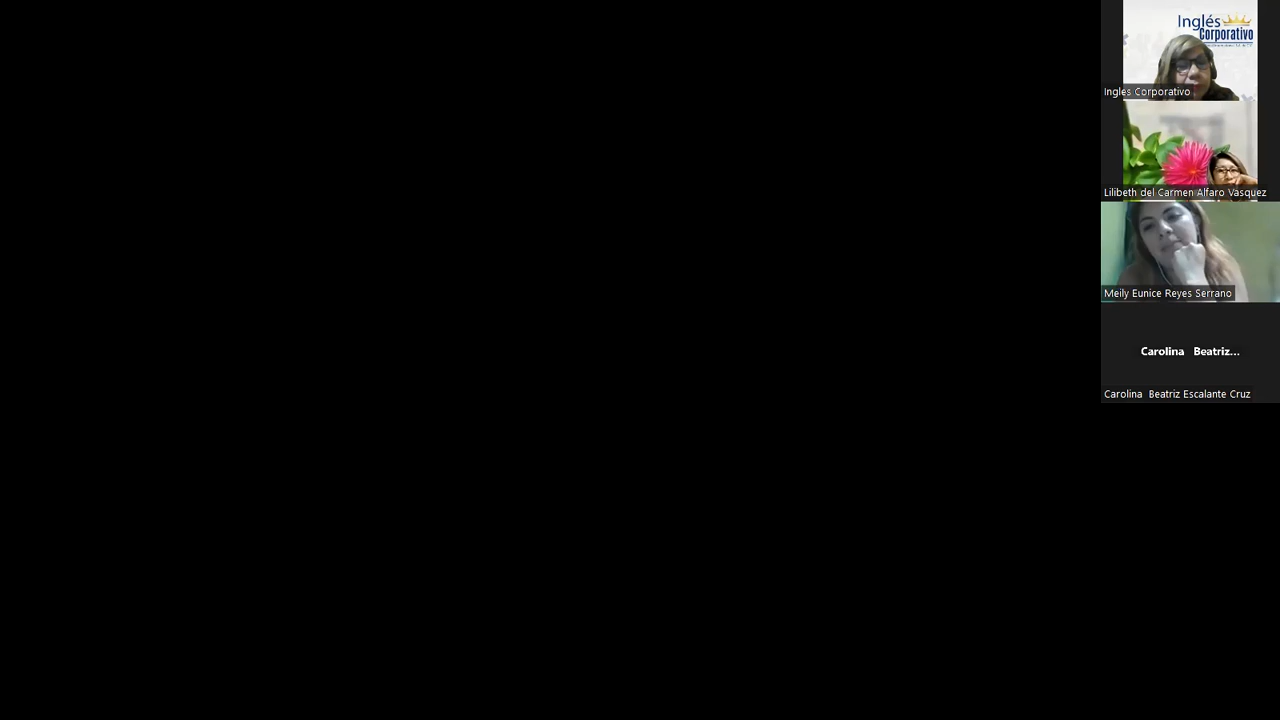 Inglés
Corporativo
Ingles Corporativo
Lilibeth del Carmen Alfaro Vasquez
Meily Eunice Reyes Serrano
Carolina Beatriz...
Carolina Beatriz Escalante Cruz